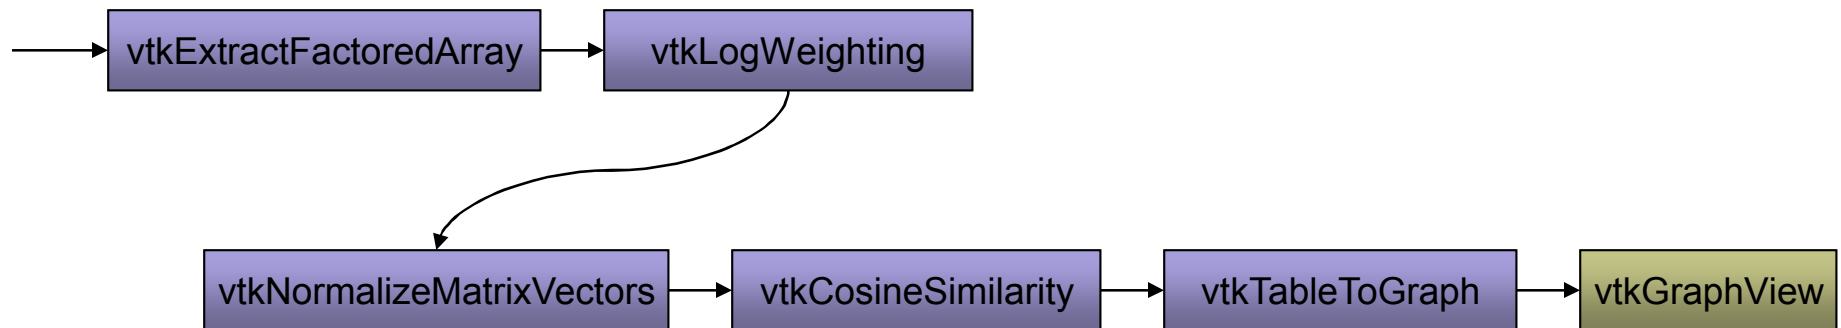 vtkExtractFactoredArray
vtkLogWeighting
vtkNormalizeMatrixVectors
vtkCosineSimilarity
vtkTableToGraph
vtkGraphView